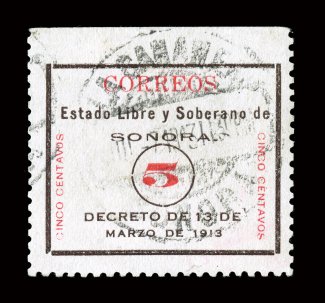 CORREOS
Estado Libre y Soberano de
SONORA
CINCO CENTAVOS
5
CINCO CENTAVOS
DECRETO DE 13 DE
MARZO DE 1913